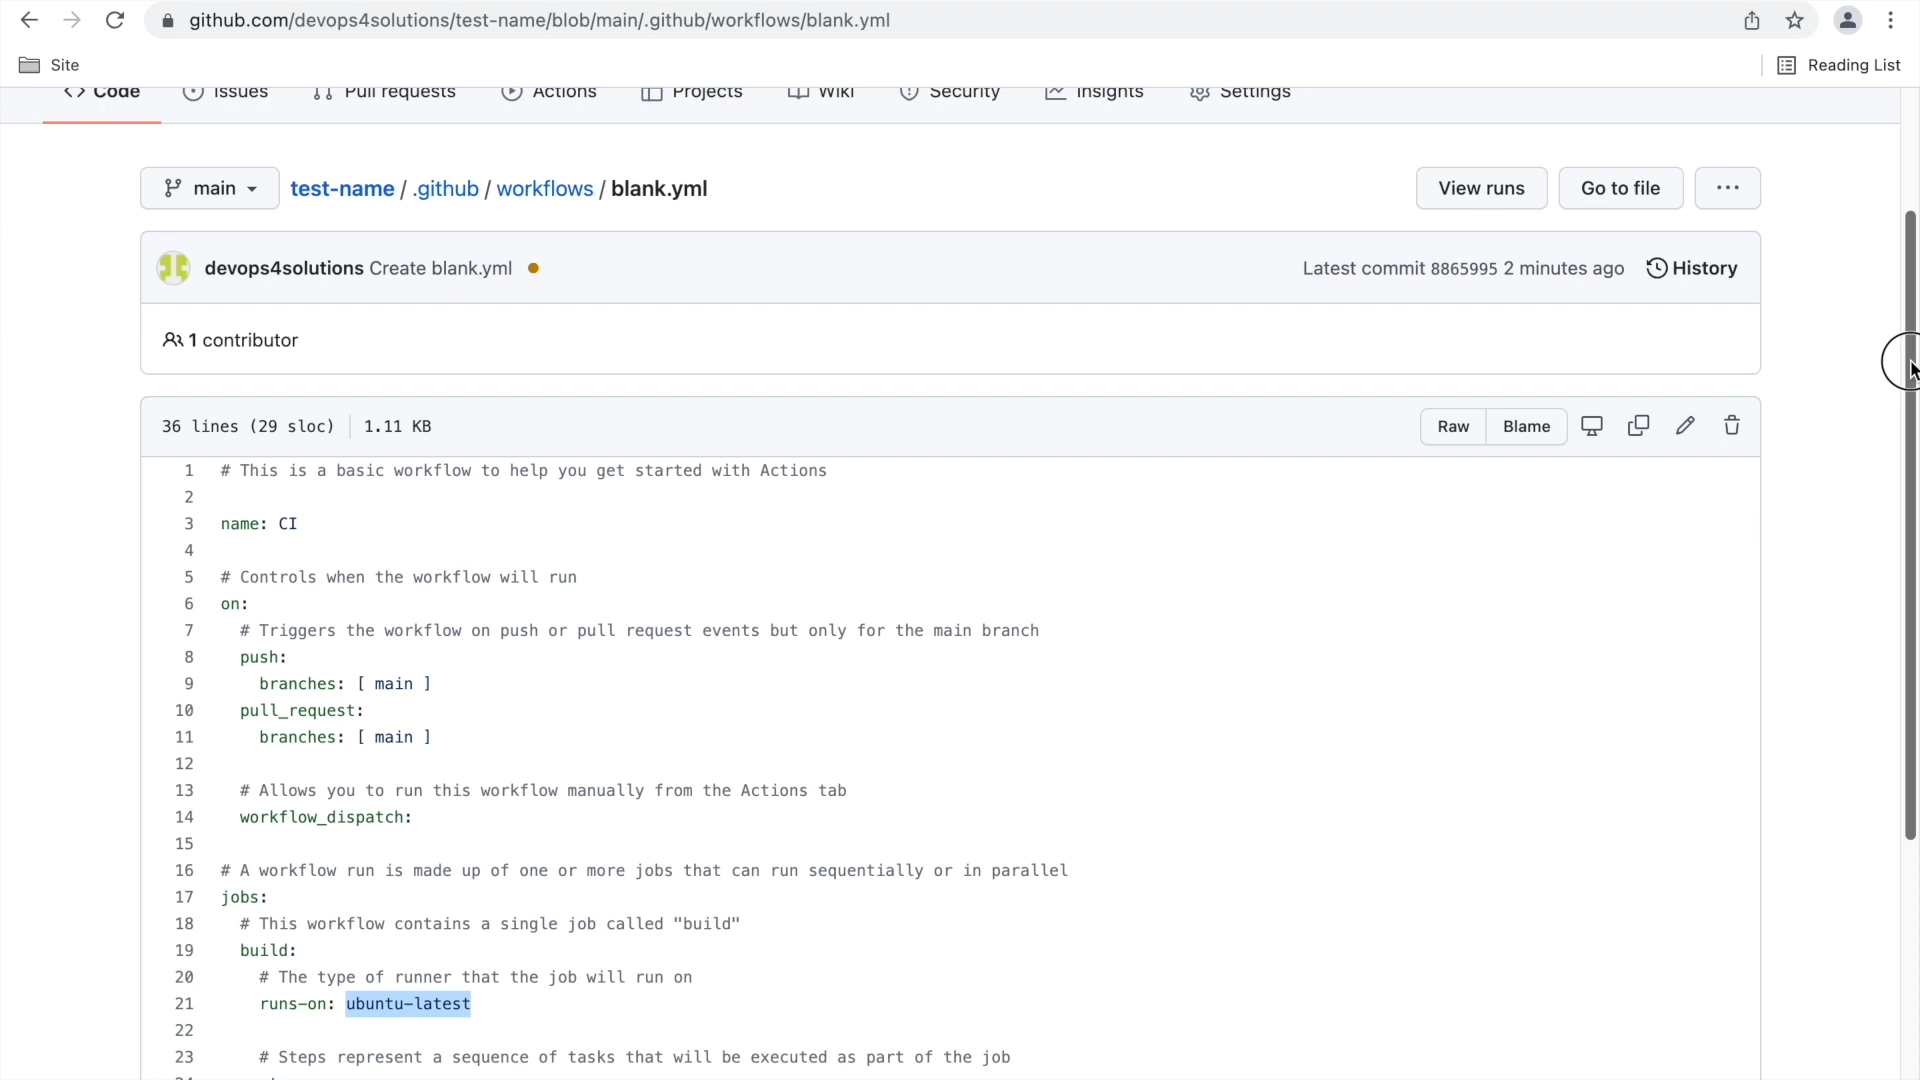 github.com/devops4solutions/test-name/blob/main/.github/workflows/blank.yml
Site
Reading List
<> Code Issues Pull requests Actions Projects Wiki Security Insights Settings
main test-name / .github / workflows / blank.yml View runs Go to file ...
devops4solutions Create blank.yml Latest commit 8865995 2 minutes ago History
1 contributor
36 lines (29 sloc) 1.11 KB Raw Blame
1 # This is a basic workflow to help you get started with Actions
2
3 name: CI
4
5 # Controls when the workflow will run
6 on:
7 # Triggers the workflow on push or pull request events but only for the main branch
8 push:
9 branches: [ main ]
10 pull_request:
11 branches: [ main ]
12
13 # Allows you to run this workflow manually from the Actions tab
14 workflow_dispatch:
15
16 # A workflow run is made up of one or more jobs that can run sequentially or in parallel
17 jobs:
18 # This workflow contains a single job called "build"
19 build:
20 # The type of runner that the job will run on
21 runs-on: ubuntu-latest
22
23 # Steps represent a sequence of tasks that will be executed as part of the job